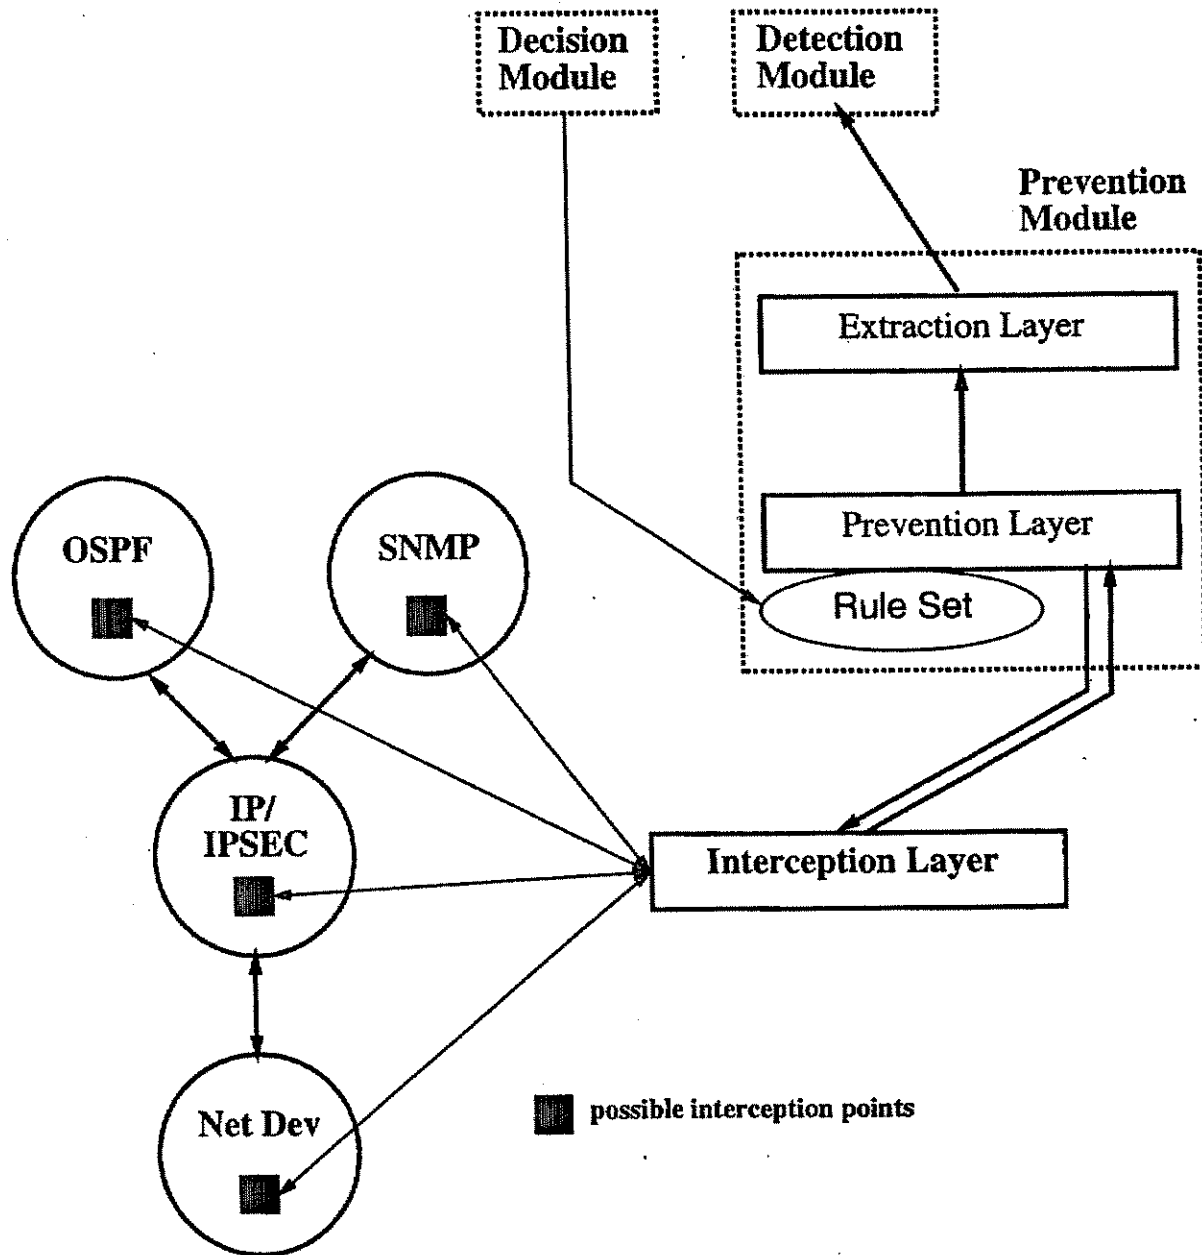 Decision
Module
Detection
Module
Prevention
Module
Extraction Layer
Prevention Layer
Rule Set
OSPF
SNMP
IP/
IPSEC
Interception Layer
Net Dev
possible interception points